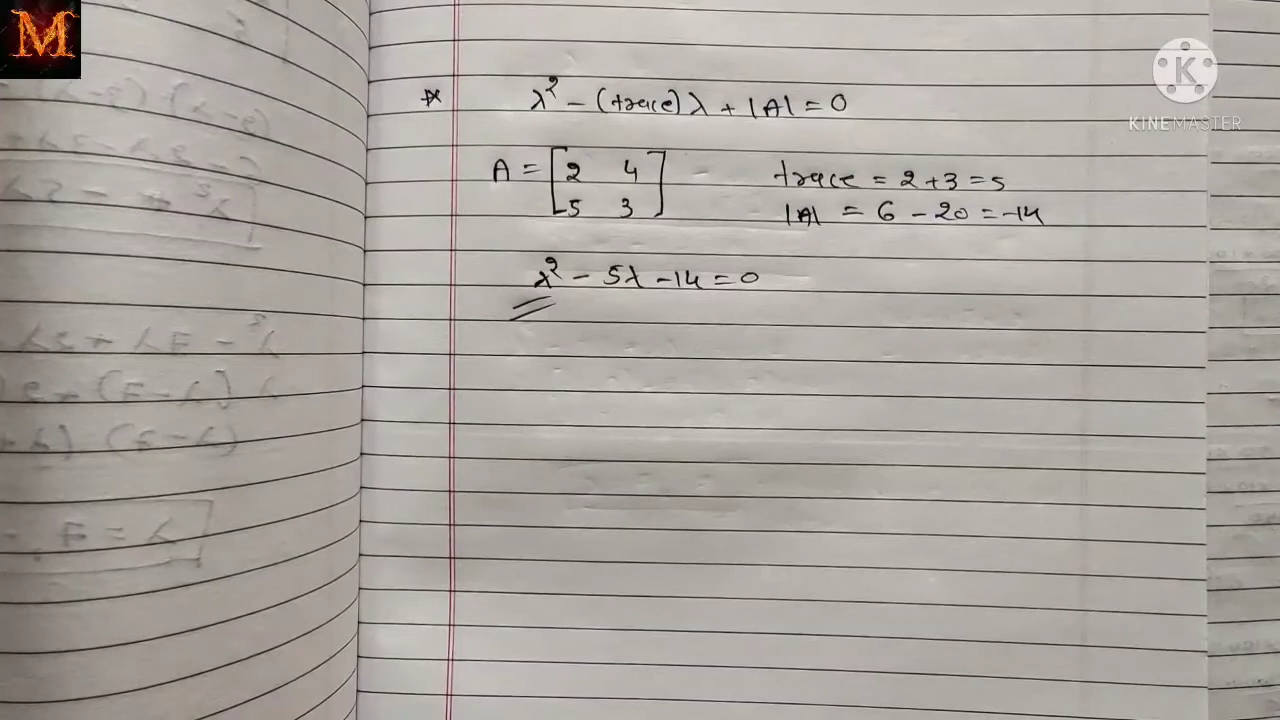 M
KINEMASTER
* λ² - (trace) λ + |A| = 0
A = [2 4
5 3]
trace = 2 + 3 = 5
|A| = 6 - 20 = -14
λ² - 5λ - 14 = 0